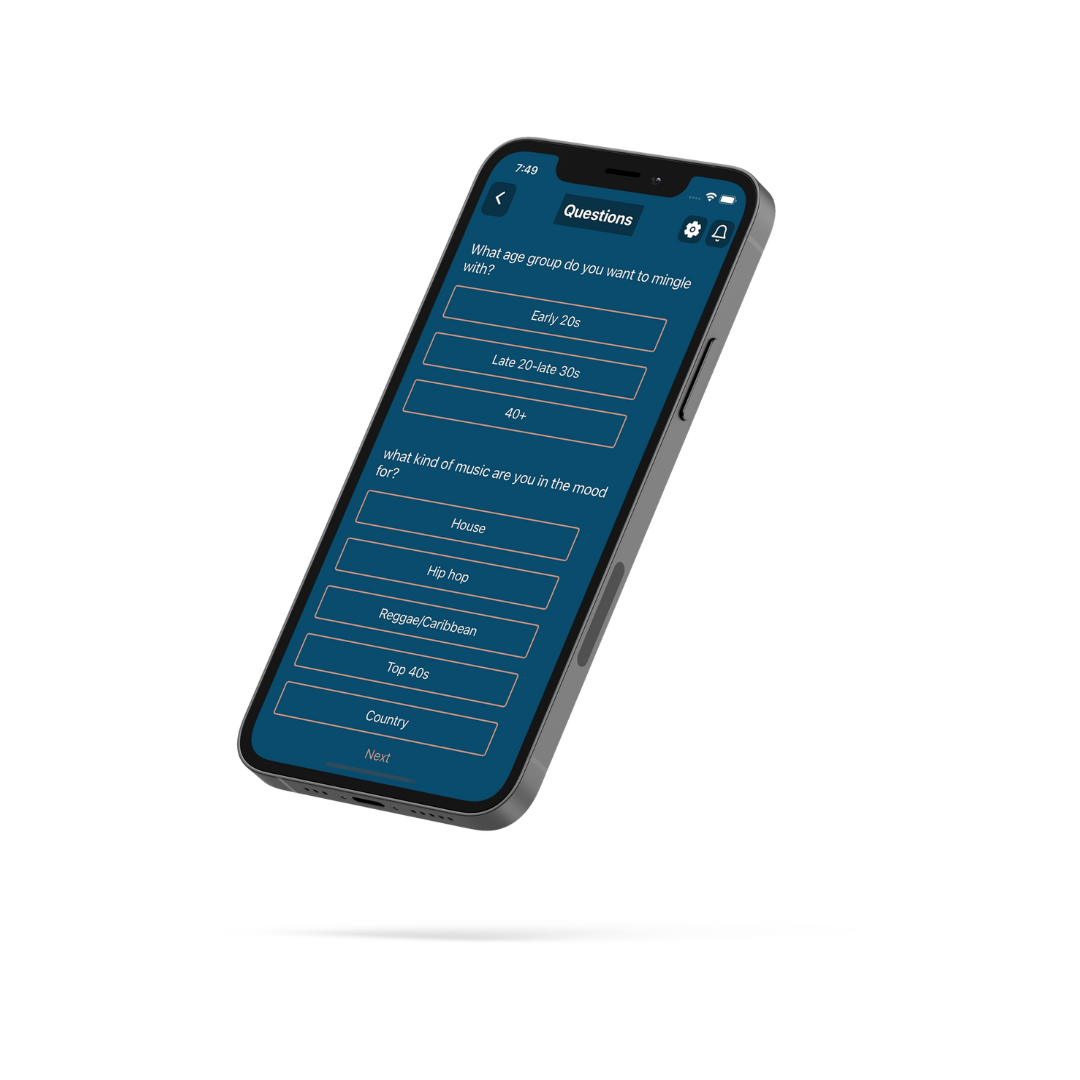 7:49
Questions
What age group do you want to mingle
with?
Early 20s
Late 20-late 30s
40+
what kind of music are you in the mood
for?
House
Hip hop
Reggae/Caribbean
Top 40s
Country
Next